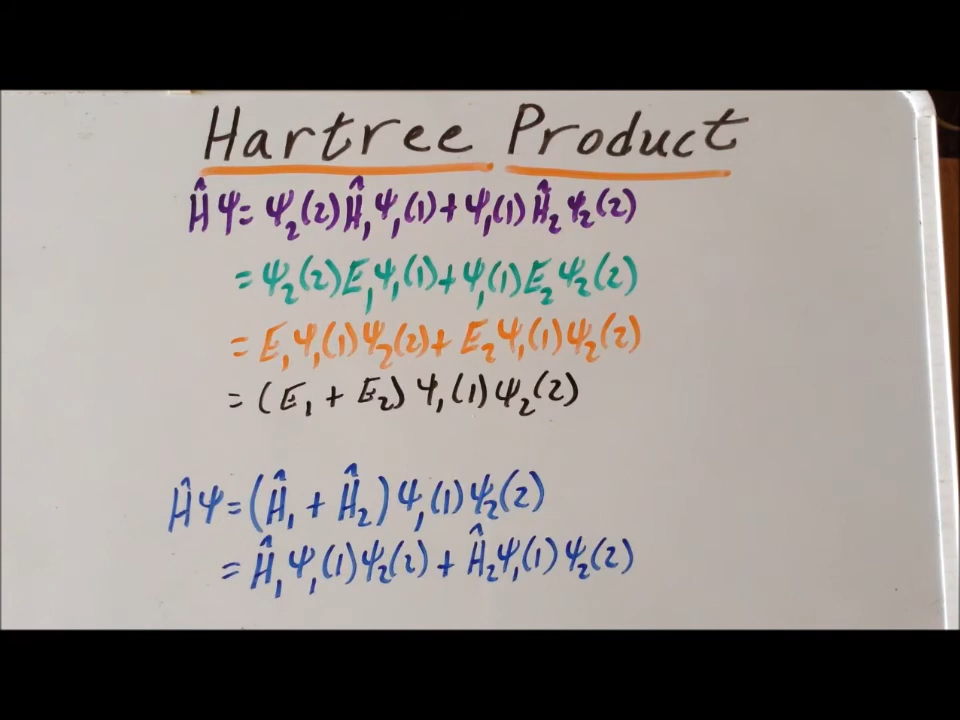 Hartree Product
Ĥψ = ψ₂(2)Ĥ₁ψ₁(1) + ψ₁(1)Ĥ₂ψ₂(2)
= ψ₂(2)E₁ψ₁(1) + ψ₁(1)E₂ψ₂(2)
= E₁ψ₁(1)ψ₂(2) + E₂ψ₁(1)ψ₂(2)
= (E₁ + E₂)ψ₁(1)ψ₂(2)
Ĥψ = (Ĥ₁ + Ĥ₂)ψ₁(1)ψ₂(2)
= Ĥ₁ψ₁(1)ψ₂(2) + Ĥ₂ψ₁(1)ψ₂(2)